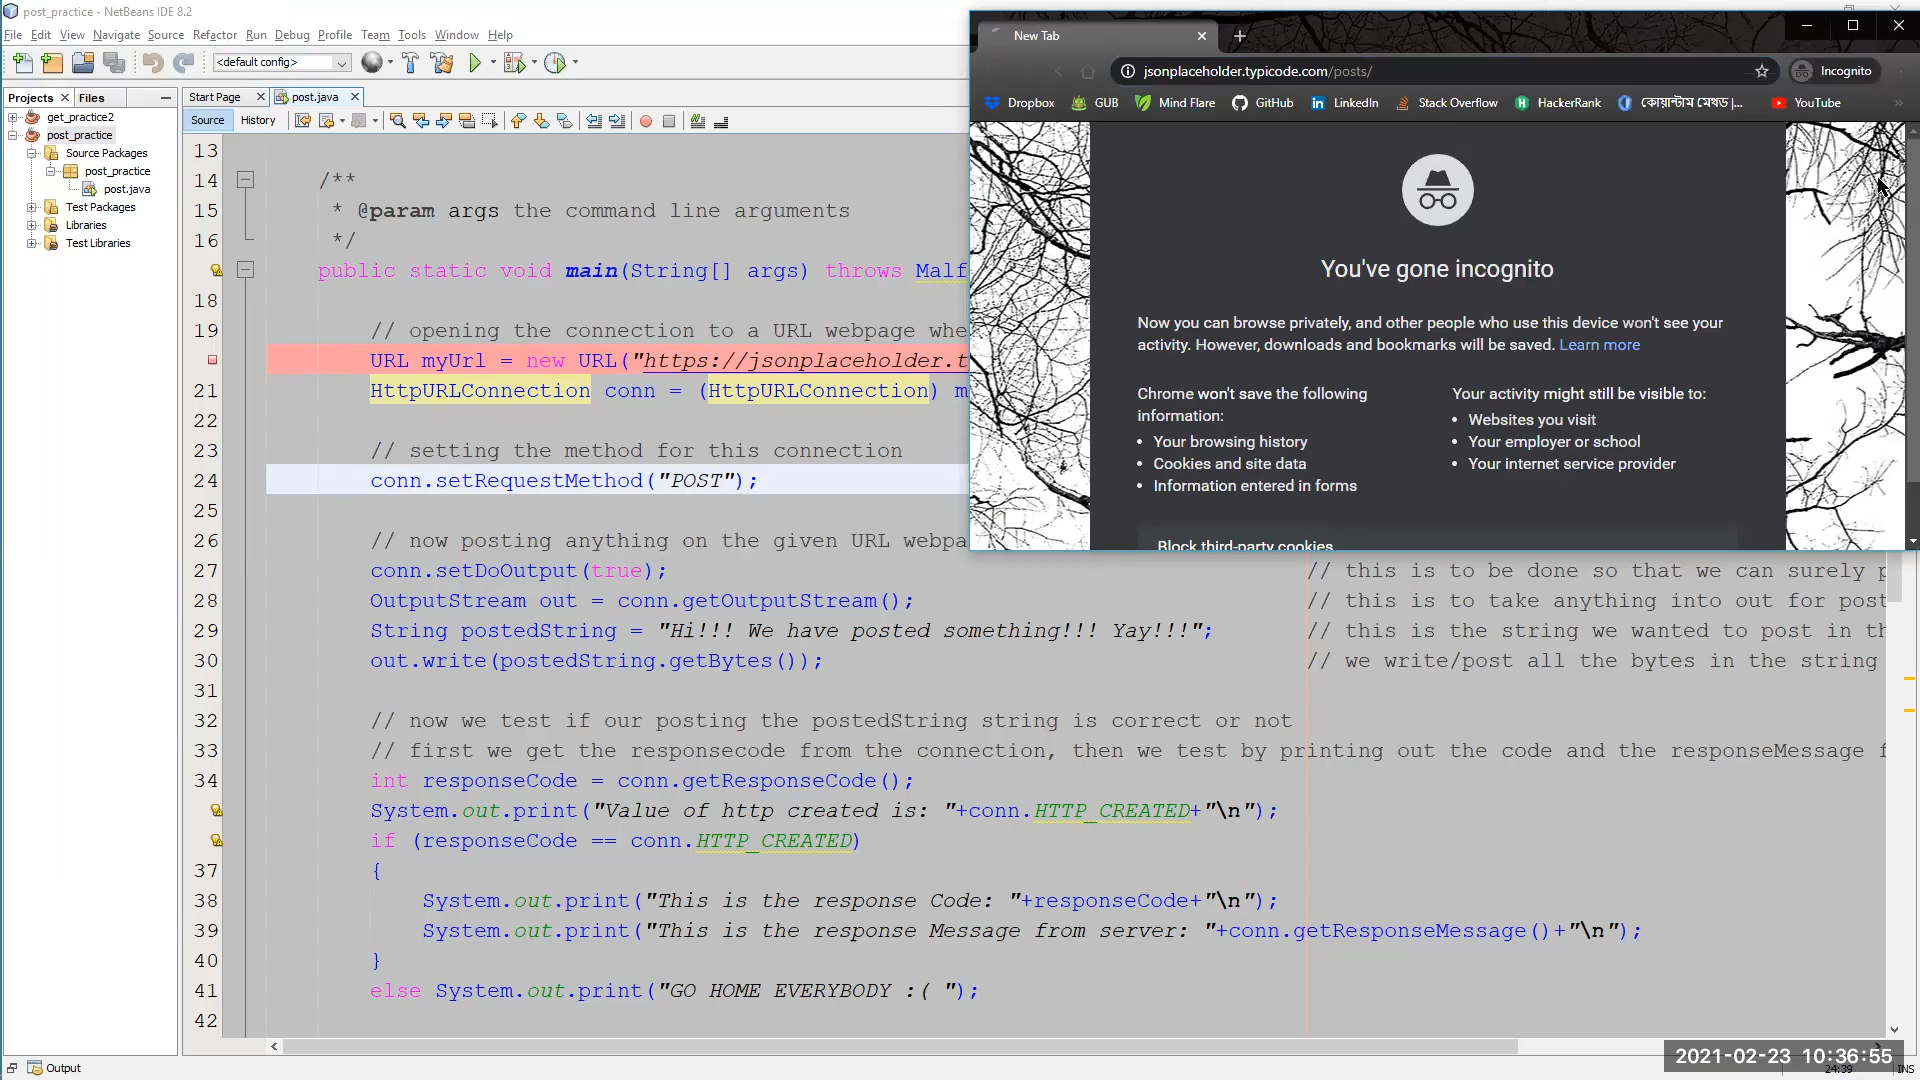 post_practice - NetBeans IDE 8.2
File Edit View Navigate Source Refactor Run Debug Profile Team Tools Window Help
<default config>
Projects Files
get_practice2
post_practice
Source Packages
post_practice
post.java
Test Packages
Libraries
Test Libraries
Start Page post.java
Source History
13
14 /**
15 * @param args the command line arguments
16 */
public static void main(String[] args) throws Malf
18
19 // opening the connection to a URL webpage whe
URL myUrl = new URL("https://jsonplaceholder.t
21 HttpURLConnection conn = (HttpURLConnection) m
22
23 // setting the method for this connection
24 conn.setRequestMethod("POST");
25
26 // now posting anything on the given URL webpa
27 conn.setDoOutput(true); // this is to be done so that we can surely p
28 OutputStream out = conn.getOutputStream(); // this is to take anything into out for post
29 String postedString = "Hi!!! We have posted something!!! Yay!!!"; // this is the string we wanted to post in th
30 out.write(postedString.getBytes()); // we write/post all the bytes in the string
31
32 // now we test if our posting the postedString string is correct or not
33 // first we get the responsecode from the connection, then we test by printing out the code and the responseMessage f
34 int responseCode = conn.getResponseCode();
System.out.print("Value of http created is: "+conn.HTTP_CREATED+"\n");
if (responseCode == conn.HTTP_CREATED)
37 {
38 System.out.print("This is the response Code: "+responseCode+"\n");
39 System.out.print("This is the response Message from server: "+conn.getResponseMessage()+"\n");
40 }
41 else System.out.print("GO HOME EVERYBODY :( ");
42
Output
New Tab
jsonplaceholder.typicode.com/posts/
Incognito
Dropbox GUB Mind Flare GitHub LinkedIn Stack Overflow HackerRank কোয়ান্টাম মেথড |... YouTube
You've gone incognito
Now you can browse privately, and other people who use this device won't see your
activity. However, downloads and bookmarks will be saved. Learn more
Chrome won't save the following
information:
• Your browsing history
• Cookies and site data
• Information entered in forms
Your activity might still be visible to:
• Websites you visit
• Your employer or school
• Your internet service provider
Block third-party cookies
2021-02-23 10:36:55
24:39 INS